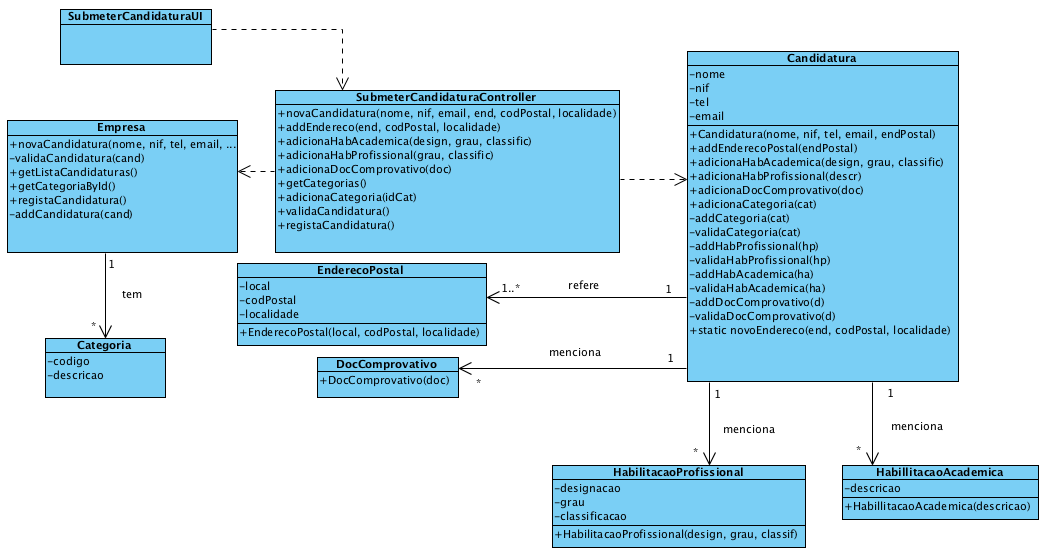 SubmeterCandidaturaUI
SubmeterCandidaturaController
+novaCandidatura(nome, nif, email, end, codPostal, localidade)
+addEndereco(end, codPostal, localidade)
+adicionaHabAcademica(design, grau, classific)
+adicionaHabProfissional(grau, classific)
+adicionaDocComprovativo(doc)
+getCategorias()
+adicionaCategoria(idCat)
+validaCandidatura()
+registaCandidatura()
Candidatura
-nome
-nif
-tel
-email
+Candidatura(nome, nif, tel, email, endPostal)
+addEnderecoPostal(endPostal)
+adicionaHabAcademica(design, grau, classific)
+adicionaHabProfissional(descr)
+adicionaDocComprovativo(doc)
+adicionaCategoria(cat)
-addCategoria(cat)
-validaCategoria(cat)
-addHabProfissional(hp)
-validaHabProfissional(hp)
-addHabAcademica(ha)
-validaHabAcademica(ha)
-addDocComprovativo(d)
-validaDocComprovativo(d)
+static novoEndereco(end, codPostal, localidade)
Empresa
+novaCandidatura(nome, nif, tel, email, ...
-validaCandidatura(cand)
+getListaCandidaturas()
+getCategoriaById()
+registaCandidatura()
-addCandidatura(cand)
1
tem
*
Categoria
-codigo
-descricao
EnderecoPostal
-local
-codPostal
-localidade
+EnderecoPostal(local, codPostal, localidade)
1..*
refere
1
DocComprovativo
+DocComprovativo(doc)
menciona
1
*
1
menciona
*
1
menciona
*
HabilitacaoProfissional
-designacao
-grau
-classificacao
+HabilitacaoProfissional(design, grau, classif)
HabillitacaoAcademica
-descricao
+HabillitacaoAcademica(descricao)